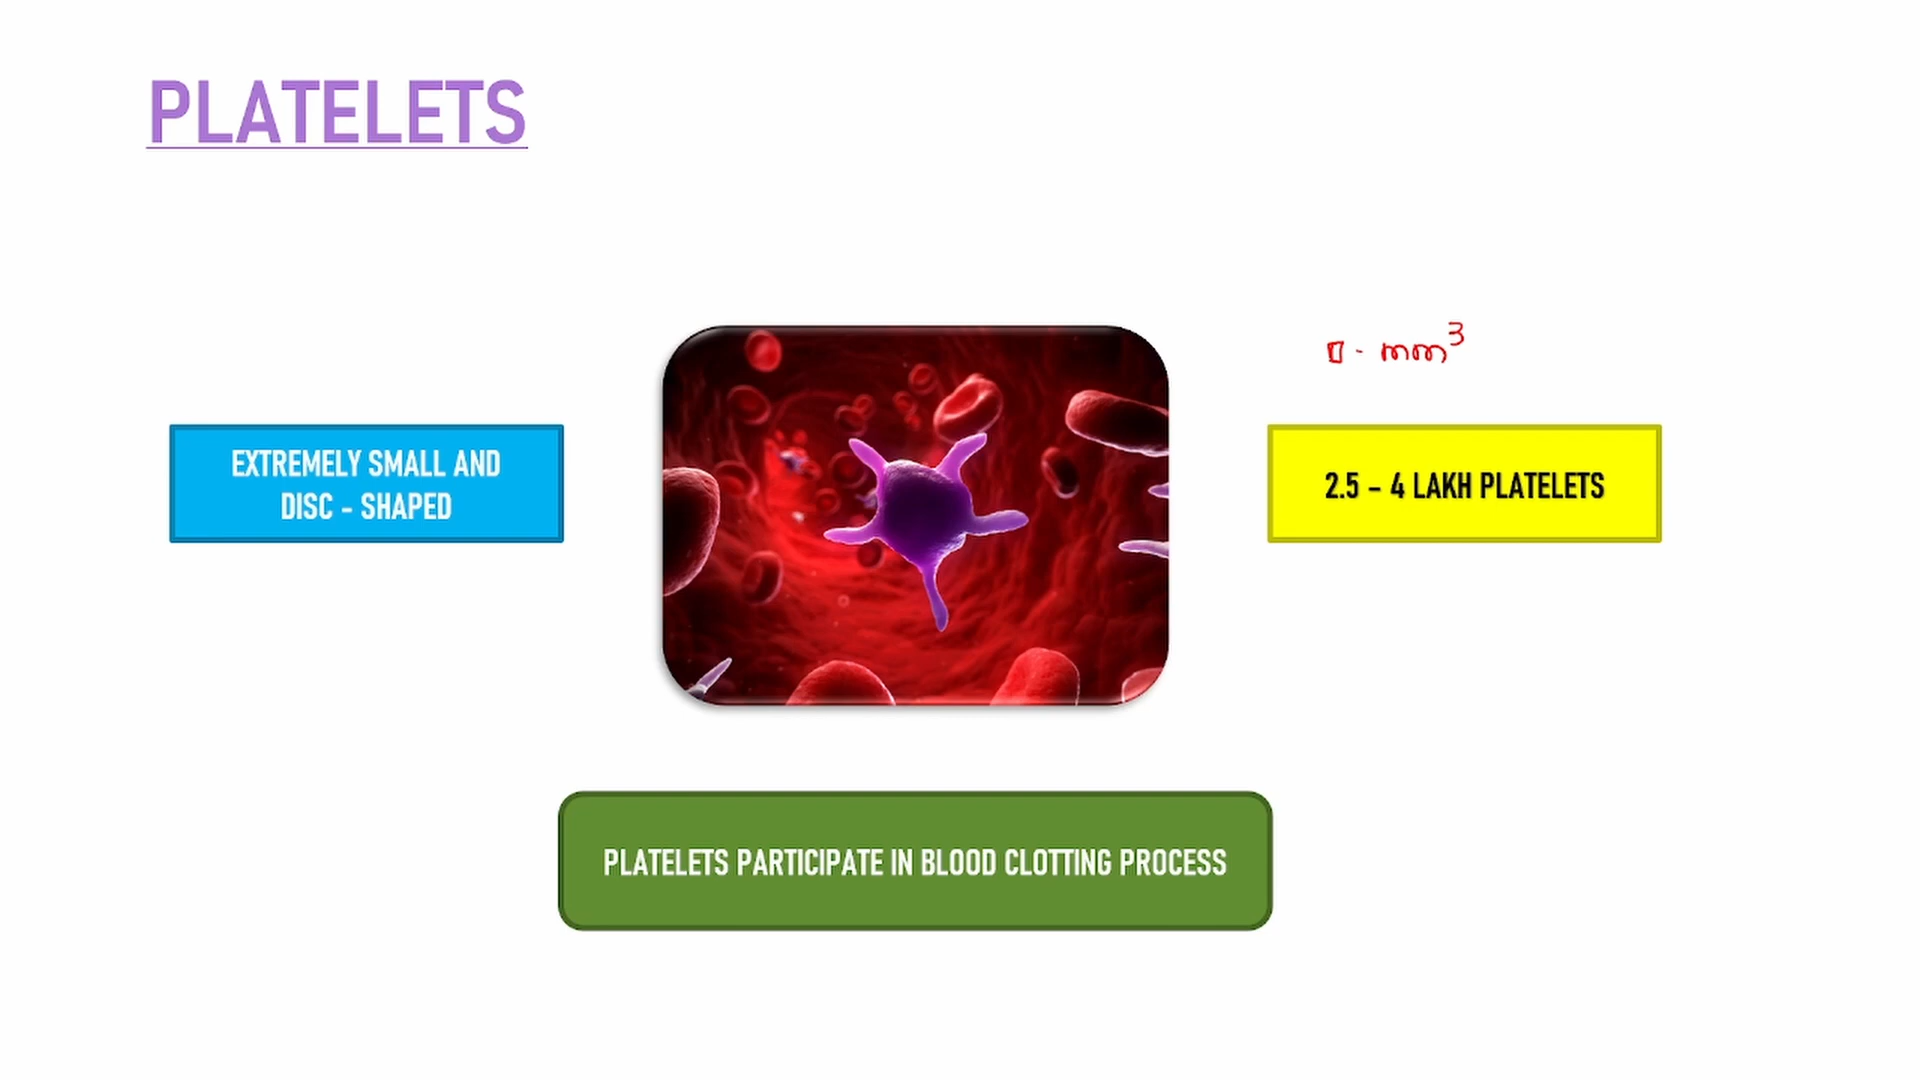 PLATELETS
mm³
EXTREMELY SMALL AND
DISC - SHAPED
2.5 – 4 LAKH PLATELETS
PLATELETS PARTICIPATE IN BLOOD CLOTTING PROCESS